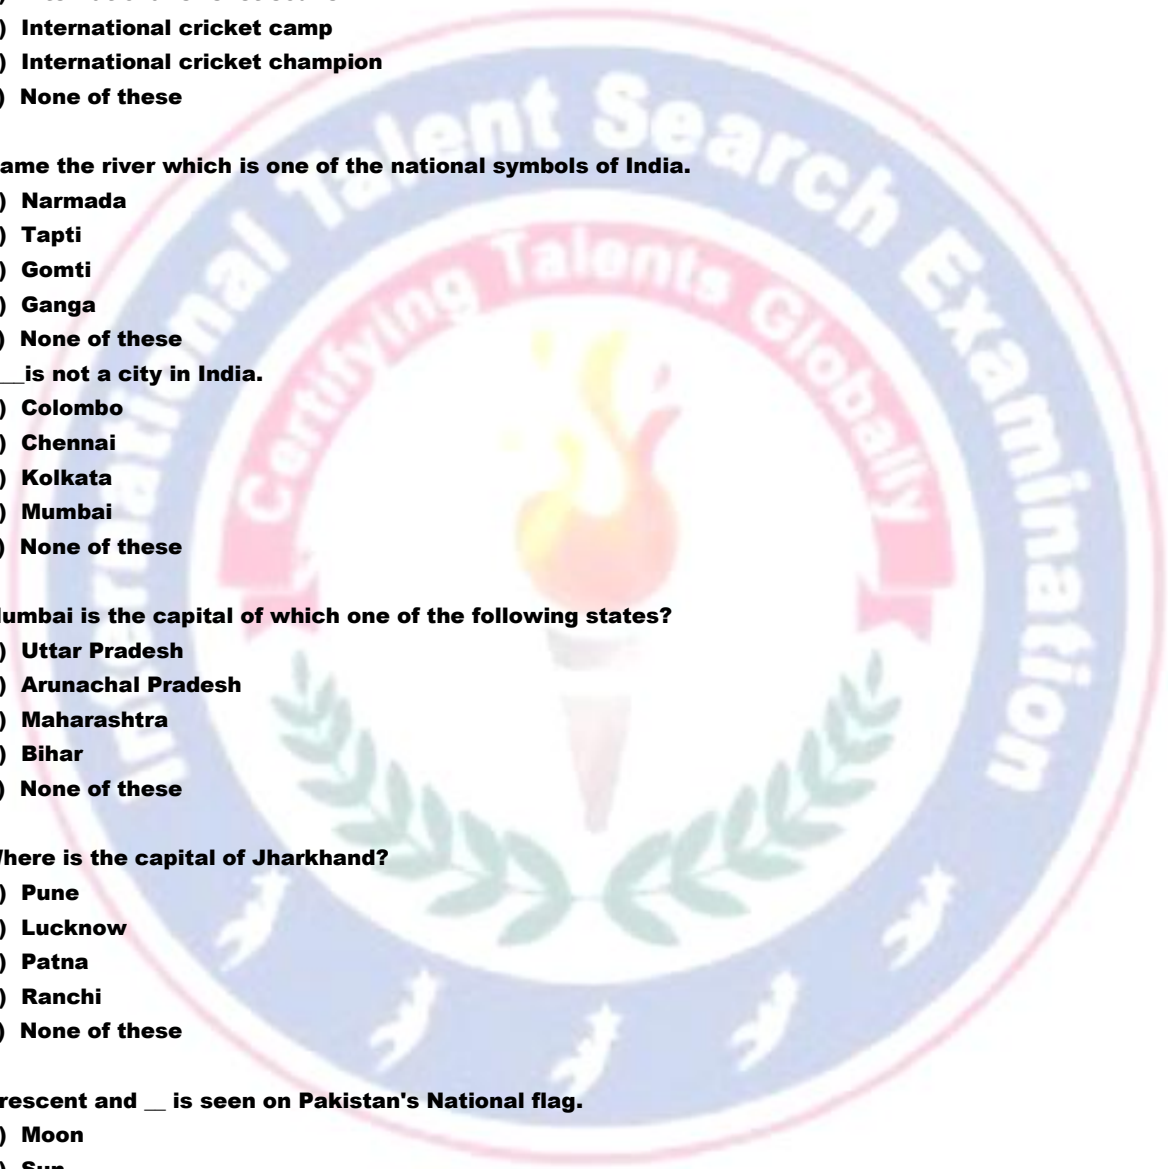 ) International cricket camp
) International cricket champion
) None of these
ame the river which is one of the national symbols of India.
) Narmada
) Tapti
) Gomti
) Ganga
) None of these
__is not a city in India.
) Colombo
) Chennai
) Kolkata
) Mumbai
) None of these
umbai is the capital of which one of the following states?
) Uttar Pradesh
) Arunachal Pradesh
) Maharashtra
) Bihar
) None of these
here is the capital of Jharkhand?
) Pune
) Lucknow
) Patna
) Ranchi
) None of these
rescent and __ is seen on Pakistan's National flag.
) Moon
) Sun
International Talent Search Examination
Certifying Talents Globally